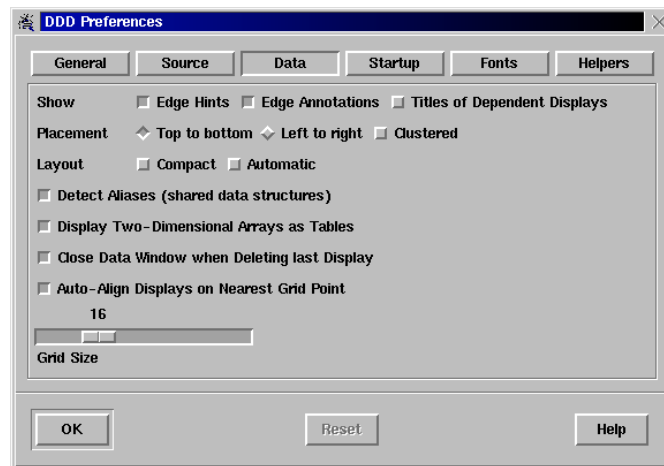 DDD Preferences
General Source Data Startup Fonts Helpers
Show Edge Hints Edge Annotations Titles of Dependent Displays
Placement Top to bottom Left to right Clustered
Layout Compact Automatic
Detect Aliases (shared data structures)
Display Two-Dimensional Arrays as Tables
Close Data Window when Deleting last Display
Auto-Align Displays on Nearest Grid Point
16
Grid Size
OK Reset Help